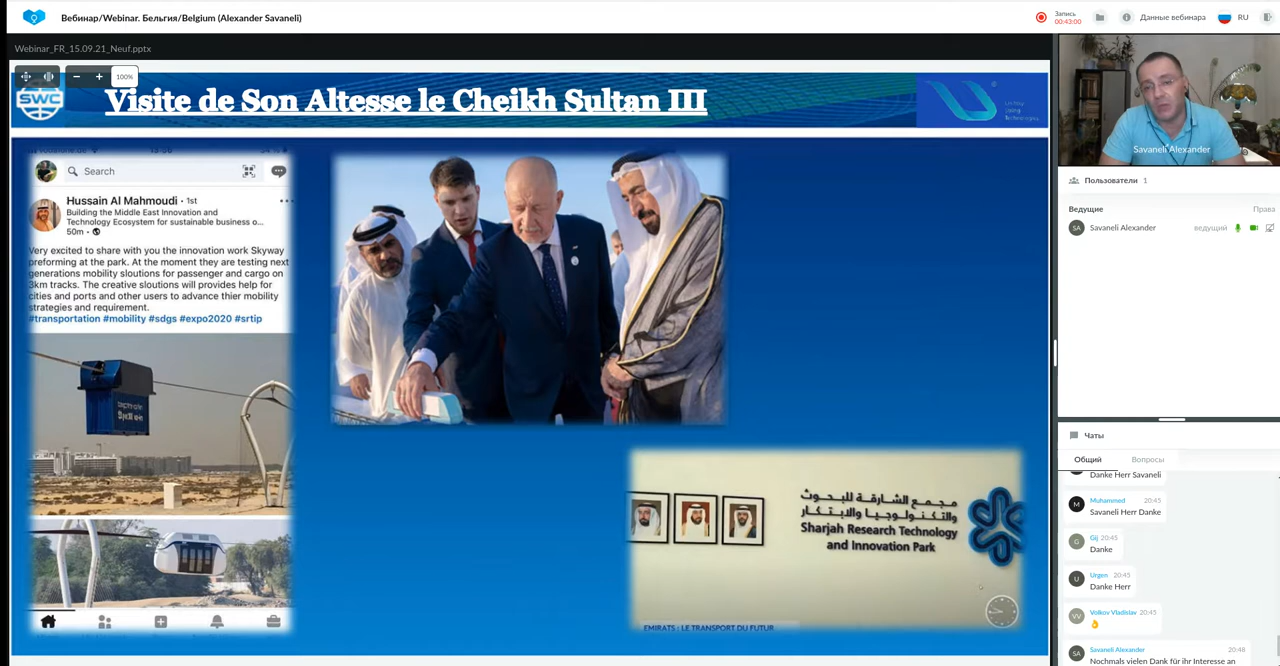 Вебинар/Webinar. Бельгия/Belgium (Alexander Savaneli)
Запись
00:43:00
Данные вебинара
RU
Webinar_FR_15.09.21_Neuf.pptx
100%
SWC
Visite de Son Altesse le Cheikh Sultan III
Search
Hussain Al Mahmoudi · 1st
Building the Middle East Innovation and
Technology Ecosystem for sustainable business o...
50m ·
Very excited to share with you the innovation work Skyway
preforming at the park. At the moment they are testing next
generations mobility sloutions for passenger and cargo on
3km tracks. The creative sloutions will provides help for
cities and ports and other users to advance thier mobility
strategies and requirement.
#transportation #mobility #sdgs #expo2020 #srtip
مجمع الشارقة للبحوث
والتكنولوجيا والابتكار
Sharjah Research Technology
and Innovation Park
EMIRATS : LE TRANSPORT DU FUTUR
Savaneli Alexander
Пользователи 1
Ведущие
Права
SA
Savaneli Alexander
ведущий
Чаты
Общий
Вопросы
Danke Herr Savaneli
M
Muhammed 20:45
Savaneli Herr Danke
G
Gij 20:45
Danke
U
Urgen 20:45
Danke Herr
VV
Volkov Vladislav 20:45
👌
SA
Savaneli Alexander 20:48
Nochmals vielen Dank für ihr Interesse an